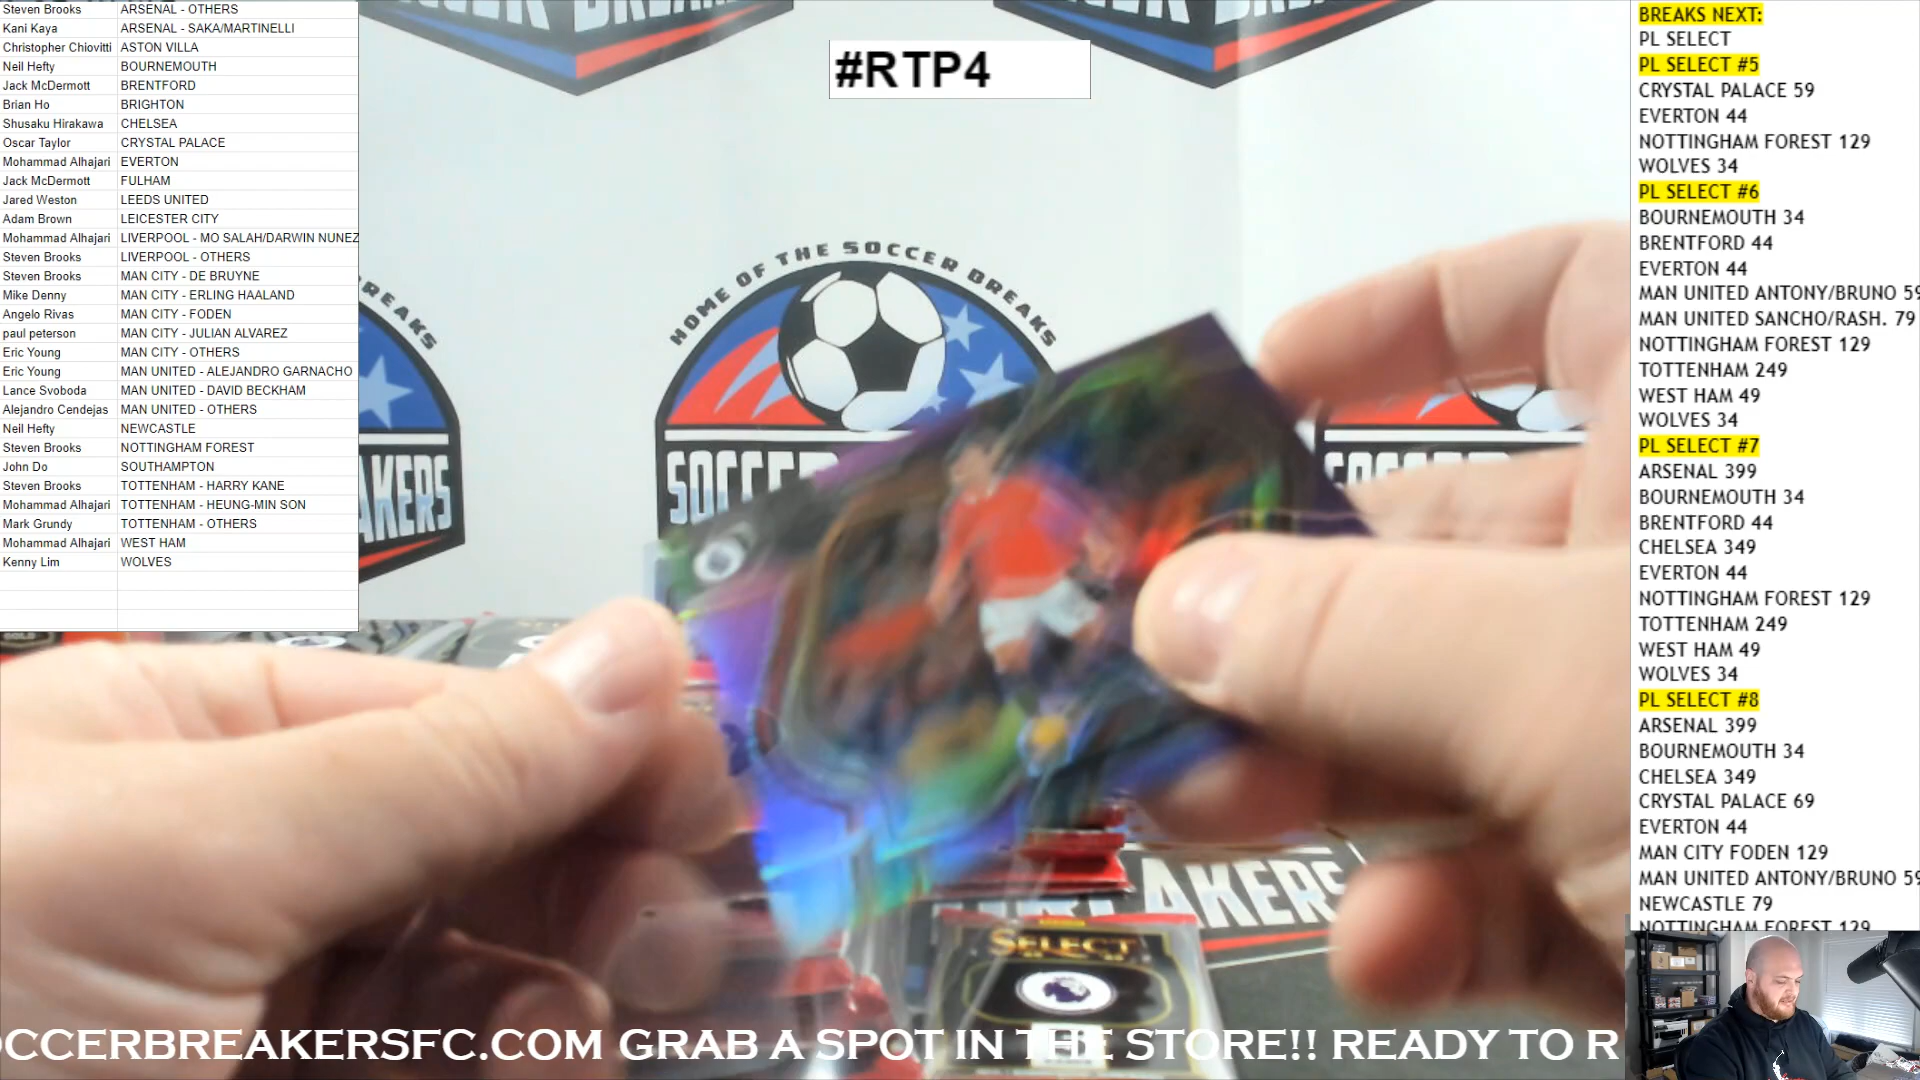 Steven Brooks ARSENAL - OTHERS
Kani Kaya ARSENAL - SAKA/MARTINELLI
Christopher Chiovitti ASTON VILLA
Neil Hefty BOURNEMOUTH
Jack McDermott BRENTFORD
Brian Ho BRIGHTON
Shusaku Hirakawa CHELSEA
Oscar Taylor CRYSTAL PALACE
Mohammad Alhajari EVERTON
Jack McDermott FULHAM
Jared Weston LEEDS UNITED
Adam Brown LEICESTER CITY
Mohammad Alhajari LIVERPOOL - MO SALAH/DARWIN NUNEZ
Steven Brooks LIVERPOOL - OTHERS
Steven Brooks MAN CITY - DE BRUYNE
Mike Denny MAN CITY - ERLING HAALAND
Angelo Rivas MAN CITY - FODEN
paul peterson MAN CITY - JULIAN ALVAREZ
Eric Young MAN CITY - OTHERS
Eric Young MAN UNITED - ALEJANDRO GARNACHO
Lance Svoboda MAN UNITED - DAVID BECKHAM
Alejandro Cendejas MAN UNITED - OTHERS
Neil Hefty NEWCASTLE
Steven Brooks NOTTINGHAM FOREST
John Do SOUTHAMPTON
Steven Brooks TOTTENHAM - HARRY KANE
Mohammad Alhajari TOTTENHAM - HEUNG-MIN SON
Mark Grundy TOTTENHAM - OTHERS
Mohammad Alhajari WEST HAM
Kenny Lim WOLVES
#RTP4
HOME OF THE SOCCER BREAKS
SOCCER
REAKS
AKERS
AKERS
SELECT
OCCERBREAKERSFC.COM GRAB A SPOT IN THE STORE!! READY TO R
BREAKS NEXT:
PL SELECT
PL SELECT #5
CRYSTAL PALACE 59
EVERTON 44
NOTTINGHAM FOREST 129
WOLVES 34
PL SELECT #6
BOURNEMOUTH 34
BRENTFORD 44
EVERTON 44
MAN UNITED ANTONY/BRUNO 59
MAN UNITED SANCHO/RASH. 79
NOTTINGHAM FOREST 129
TOTTENHAM 249
WEST HAM 49
WOLVES 34
PL SELECT #7
ARSENAL 399
BOURNEMOUTH 34
BRENTFORD 44
CHELSEA 349
EVERTON 44
NOTTINGHAM FOREST 129
TOTTENHAM 249
WEST HAM 49
WOLVES 34
PL SELECT #8
ARSENAL 399
BOURNEMOUTH 34
CHELSEA 349
CRYSTAL PALACE 69
EVERTON 44
MAN CITY FODEN 129
MAN UNITED ANTONY/BRUNO 59
NEWCASTLE 79
NOTTINGHAM FOREST 129